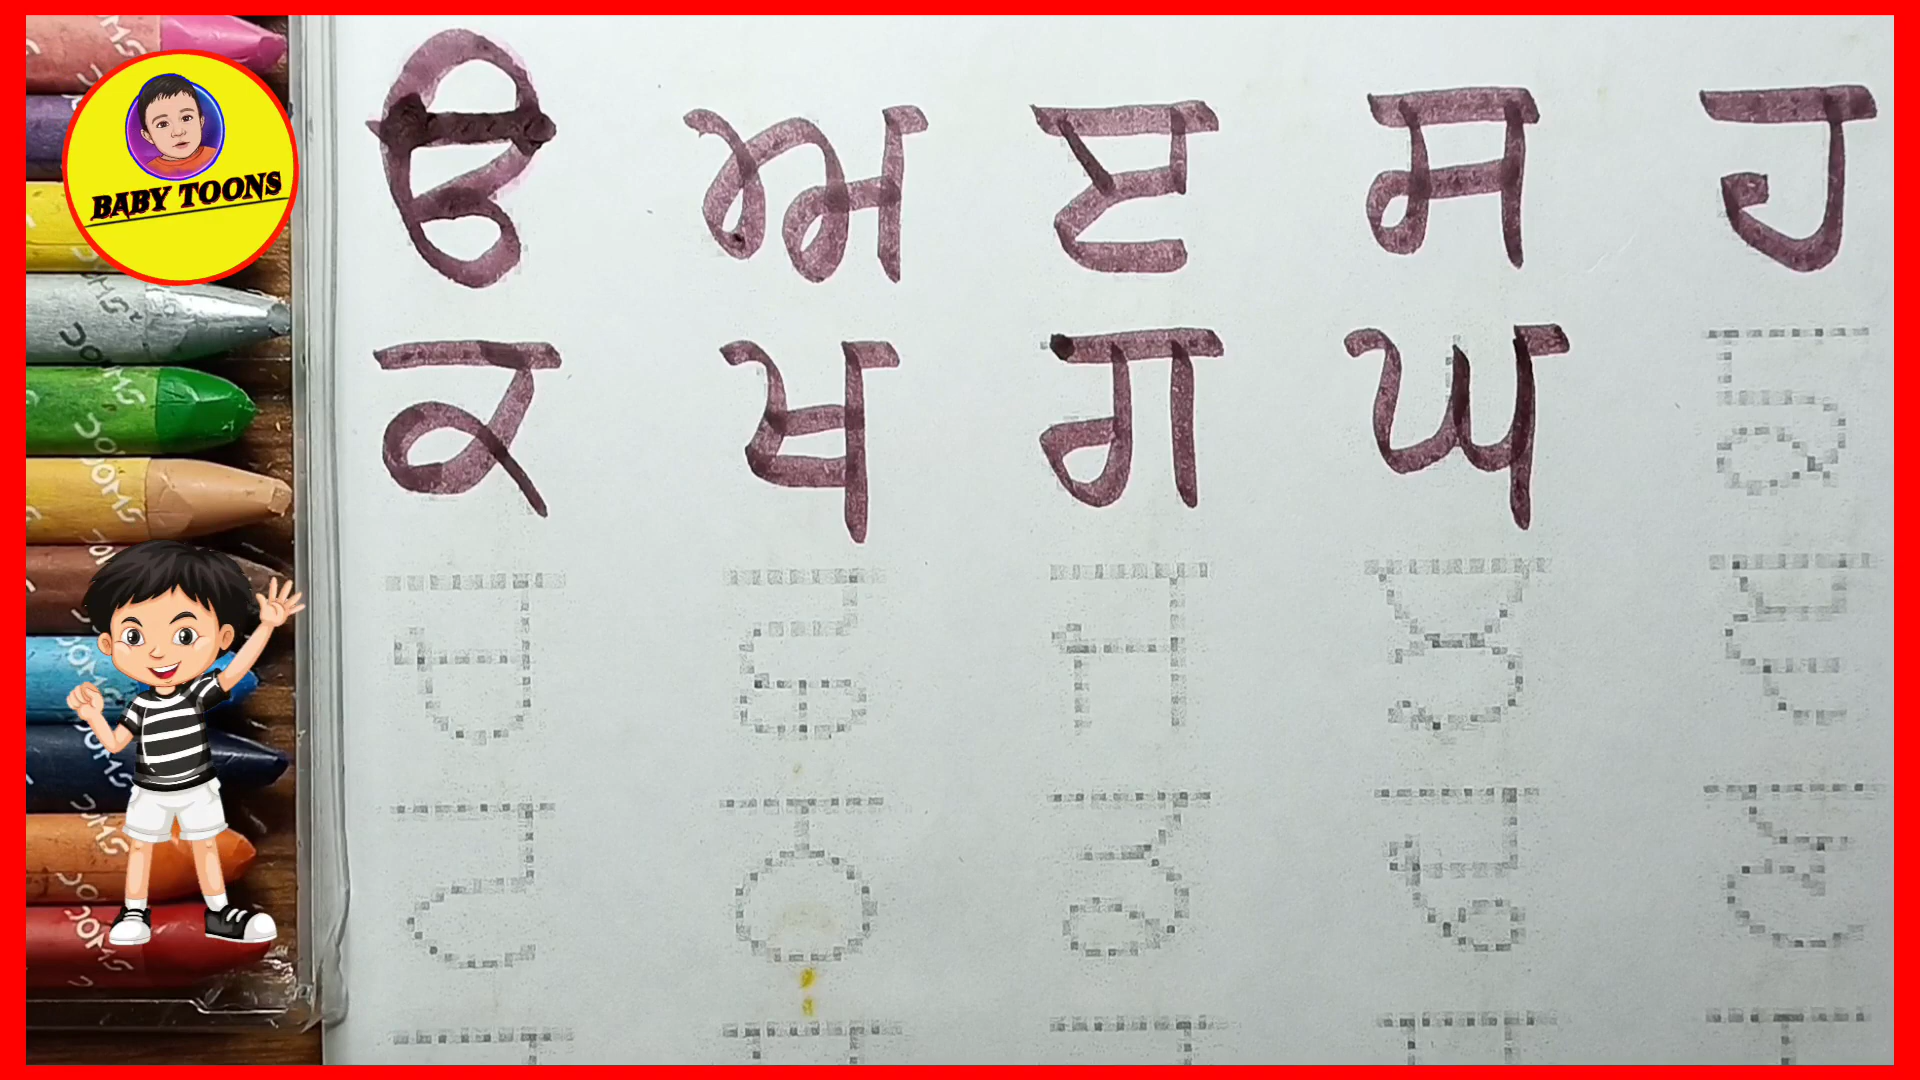 BABY TOONS
ੳ ਅ ੲ ਸ ਹ
ਕ ਖ ਗ ਘ ਙ
ਚ ਛ ਜ ਝ ਞ
ਟ ਠ ਡ ਢ ਣ